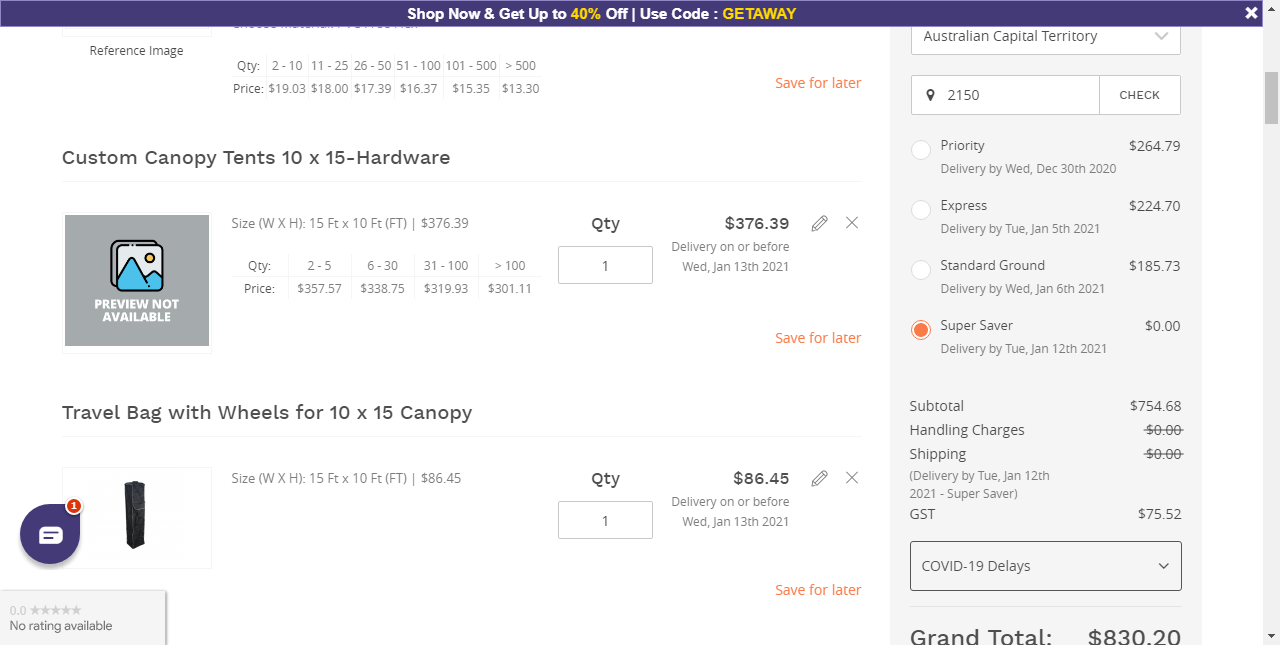 Shop Now & Get Up to 40% Off | Use Code : GETAWAY
Reference Image
Qty: 2 - 10 11 - 25 26 - 50 51 - 100 101 - 500 > 500
Price: $19.03 $18.00 $17.39 $16.37 $15.35 $13.30
Save for later
Custom Canopy Tents 10 x 15-Hardware
PREVIEW NOT
AVAILABLE
Size (W X H): 15 Ft x 10 Ft (FT) | $376.39
Qty: 2 - 5 6 - 30 31 - 100 > 100
Price: $357.57 $338.75 $319.93 $301.11
Qty
1
$376.39
Delivery on or before
Wed, Jan 13th 2021
Save for later
Travel Bag with Wheels for 10 x 15 Canopy
Size (W X H): 15 Ft x 10 Ft (FT) | $86.45
Qty
1
$86.45
Delivery on or before
Wed, Jan 13th 2021
Save for later
1
0.0
No rating available
Australian Capital Territory
2150 CHECK
Priority $264.79
Delivery by Wed, Dec 30th 2020
Express $224.70
Delivery by Tue, Jan 5th 2021
Standard Ground $185.73
Delivery by Wed, Jan 6th 2021
Super Saver $0.00
Delivery by Tue, Jan 12th 2021
Subtotal $754.68
Handling Charges $0.00
Shipping $0.00
(Delivery by Tue, Jan 12th
2021 - Super Saver)
GST $75.52
COVID-19 Delays
Grand Total: $830.20